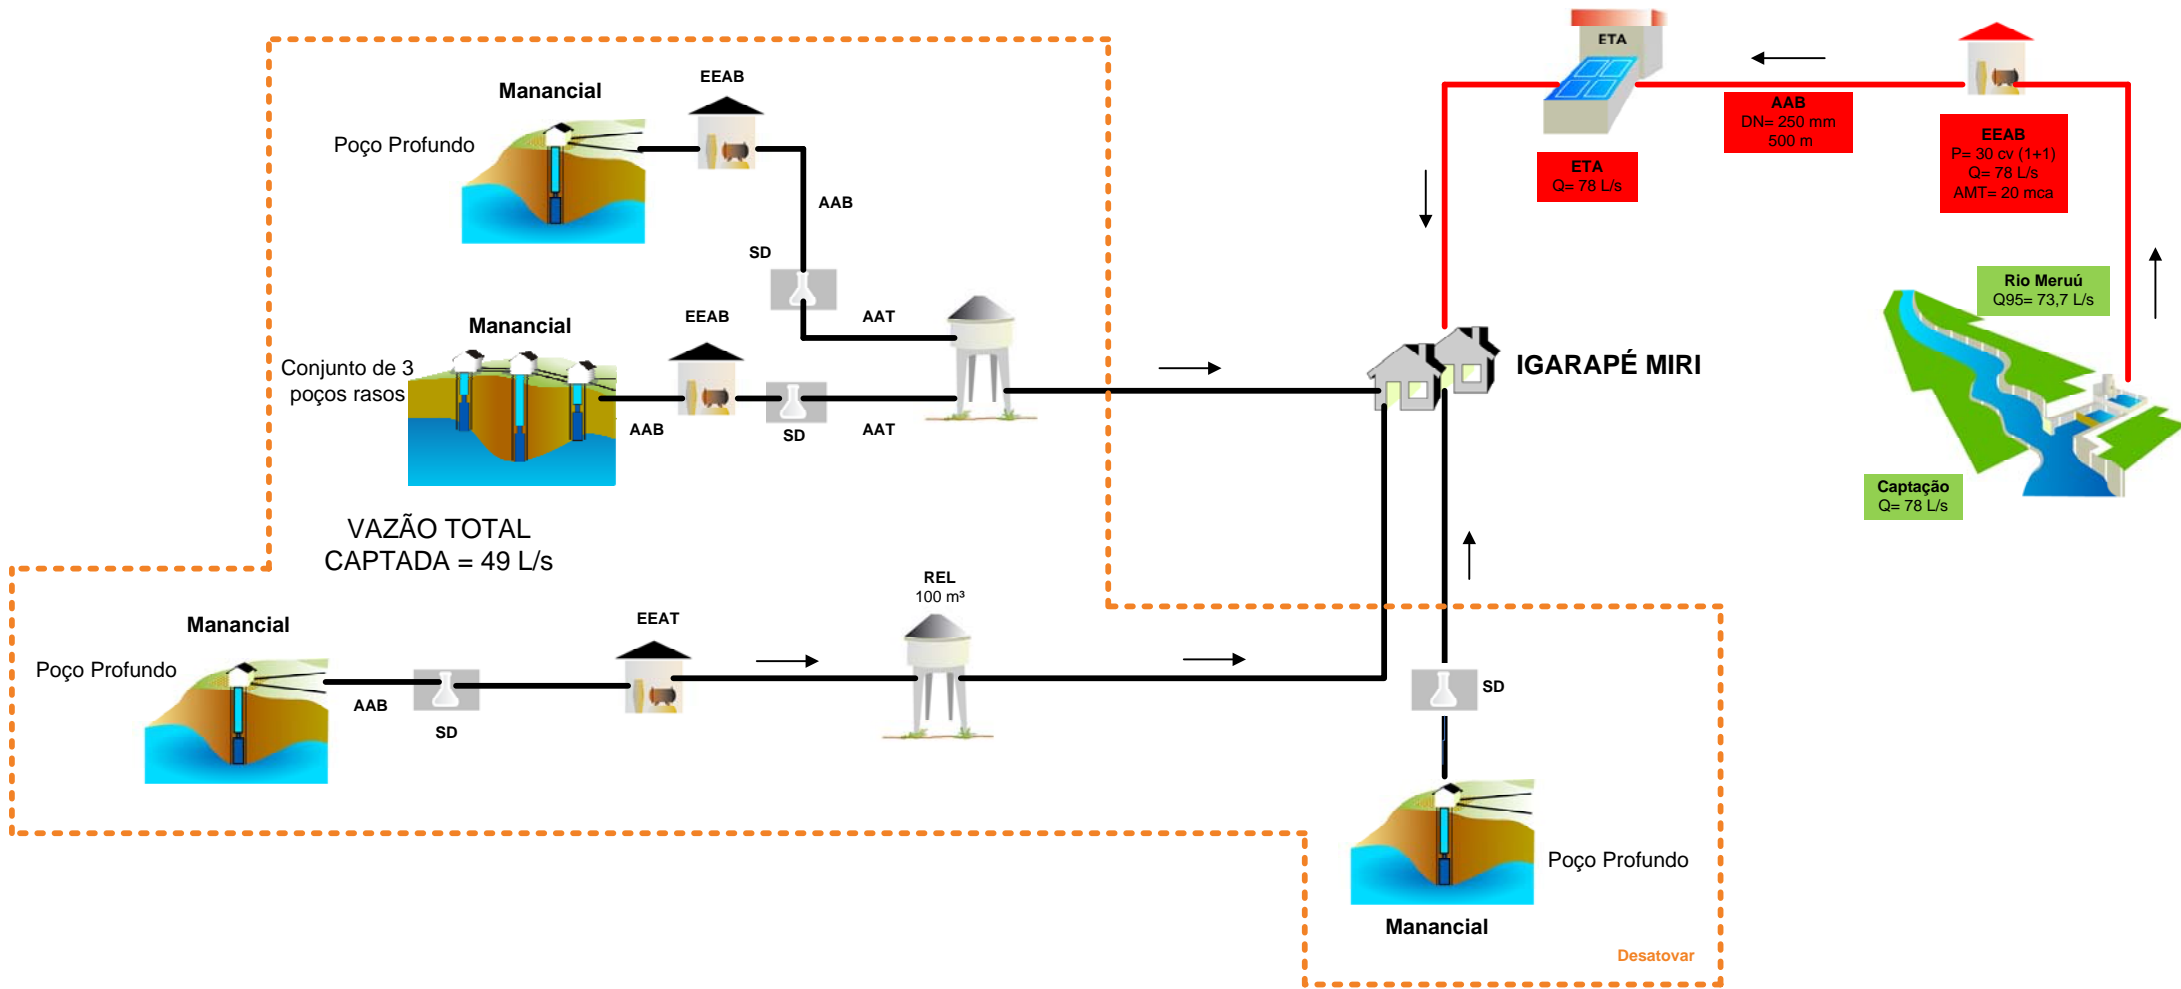 ETA
EEAB
Manancial
Poço Profundo
AAB
DN= 250 mm
500 m
EEAB
P= 30 cv (1+1)
Q= 78 L/s
AMT= 20 mca
ETA
Q= 78 L/s
AAB
SD
Rio Meruú
Q95= 73,7 L/s
Manancial
EEAB
AAT
Conjunto de 3
poços rasos
IGARAPÉ MIRI
AAB
SD
AAT
Captação
Q= 78 L/s
VAZÃO TOTAL
CAPTADA = 49 L/s
REL
100 m³
Manancial
EEAT
Poço Profundo
AAB
SD
SD
Poço Profundo
Manancial
Desatovar